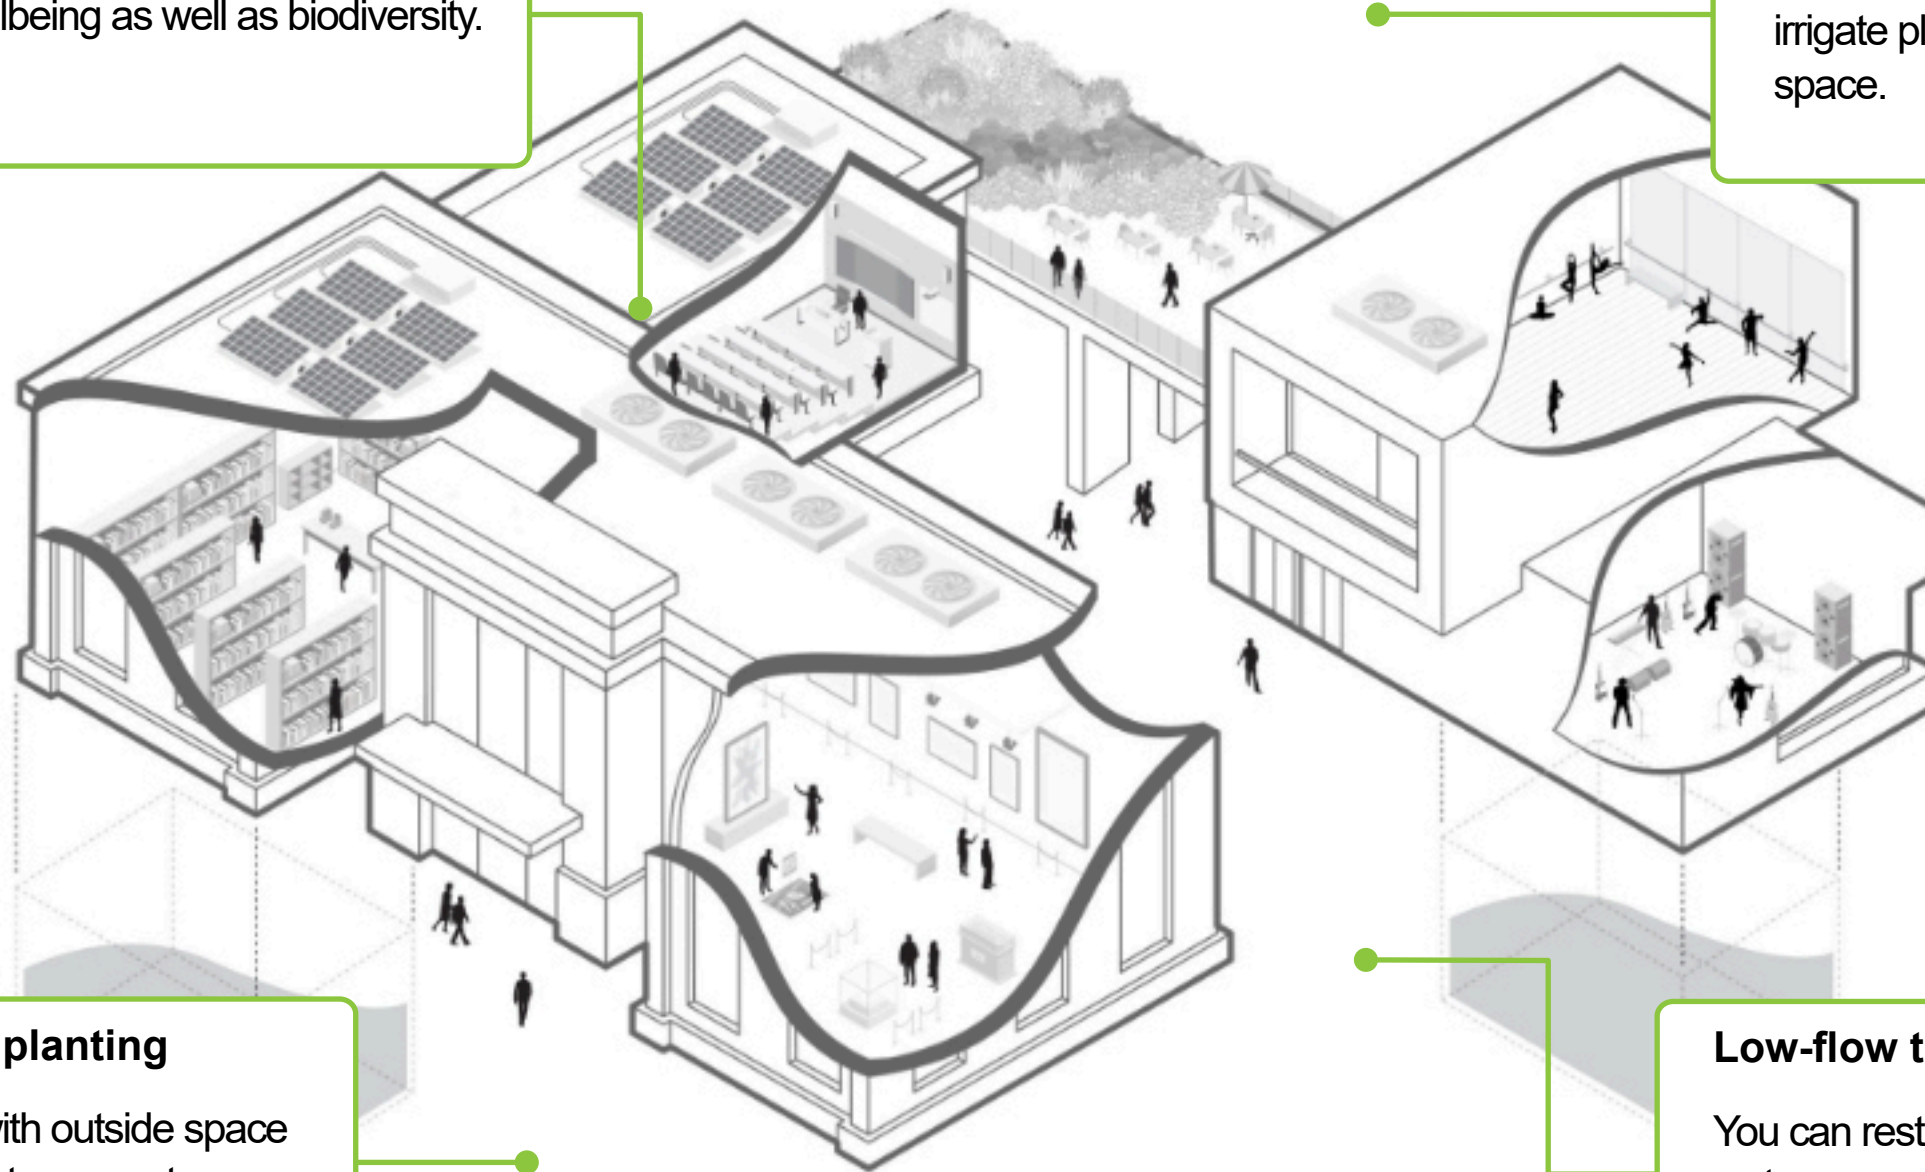 lbeing as well as biodiversity.
irrigate pl
space.
planting
ith outside space
Low-flow t
You can rest